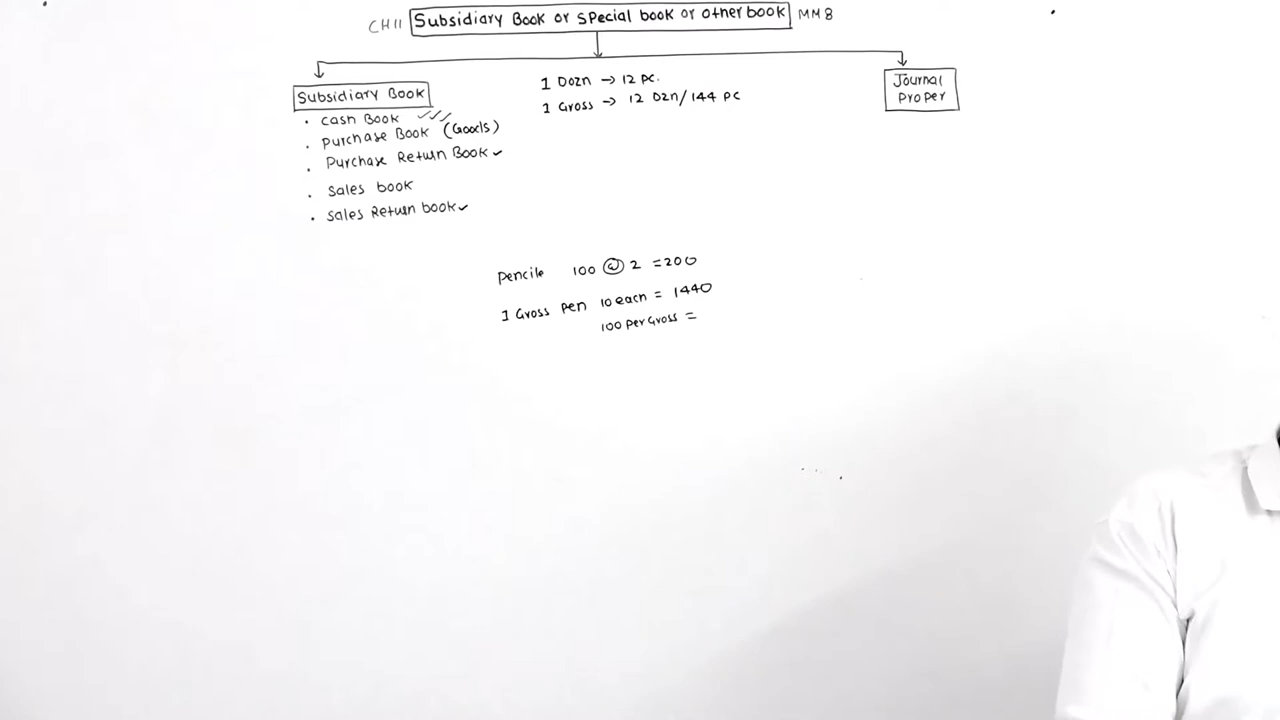 CH11 Subsidiary Book or special book or other book MM8
Subsidiary Book
• Cash Book
• Purchase Book (Goods)
• Purchase Return Book
• Sales book
• Sales Return book
1 Dozn → 12 pc.
1 Gross → 12 Dzn/144 pc
Journal
Proper
Pencile 100 @ 2 = 200
1 Gross pen 10 each = 1440
100 per Gross =